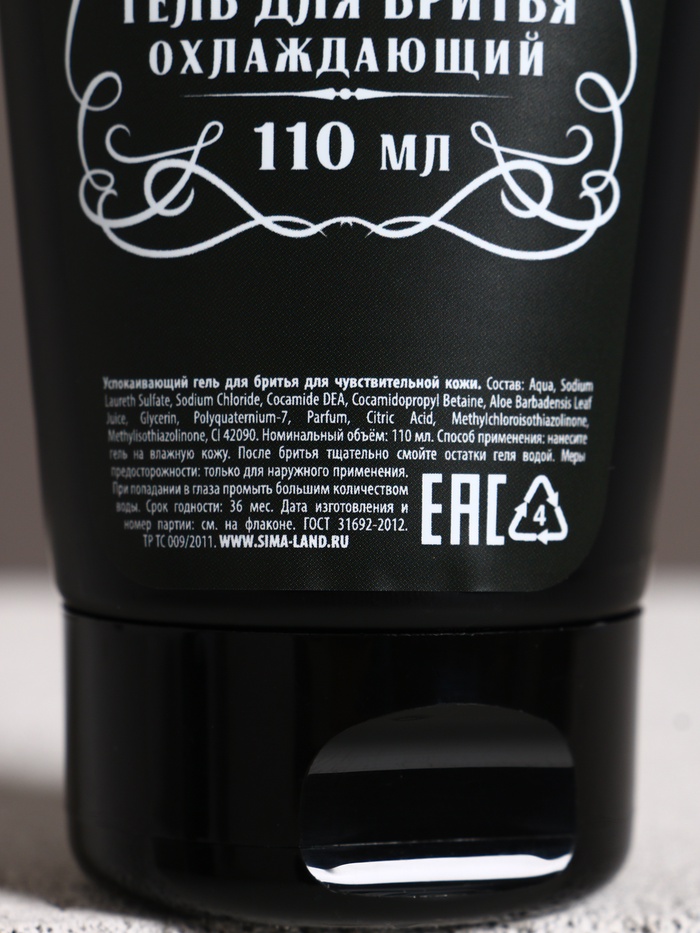 ГЕЛЬ ДЛЯ БРИТЬЯ
ОХЛАЖДАЮЩИЙ
110 МЛ
Успокаивающий гель для бритья для чувствительной кожи. Состав: Aqua, Sodium
Laureth Sulfate, Sodium Chloride, Cocamide DEA, Cocamidopropyl Betaine, Aloe Barbadensis Leaf
Juice, Glycerin, Polyquaternium-7, Parfum, Citric Acid, Methylchloroisothiazolinone,
Methylisothiazolinone, CI 42090. Номинальный объём: 110 мл. Способ применения: нанесите
гель на влажную кожу. После бритья тщательно смойте остатки геля водой. Меры
предосторожности: только для наружного применения.
При попадании в глаза промыть большим количеством
воды. Срок годности: 36 мес. Дата изготовления и
номер партии: см. на флаконе. ГОСТ 31692-2012.
ТР ТС 009/2011. WWW.SIMA-LAND.RU
EAC
4